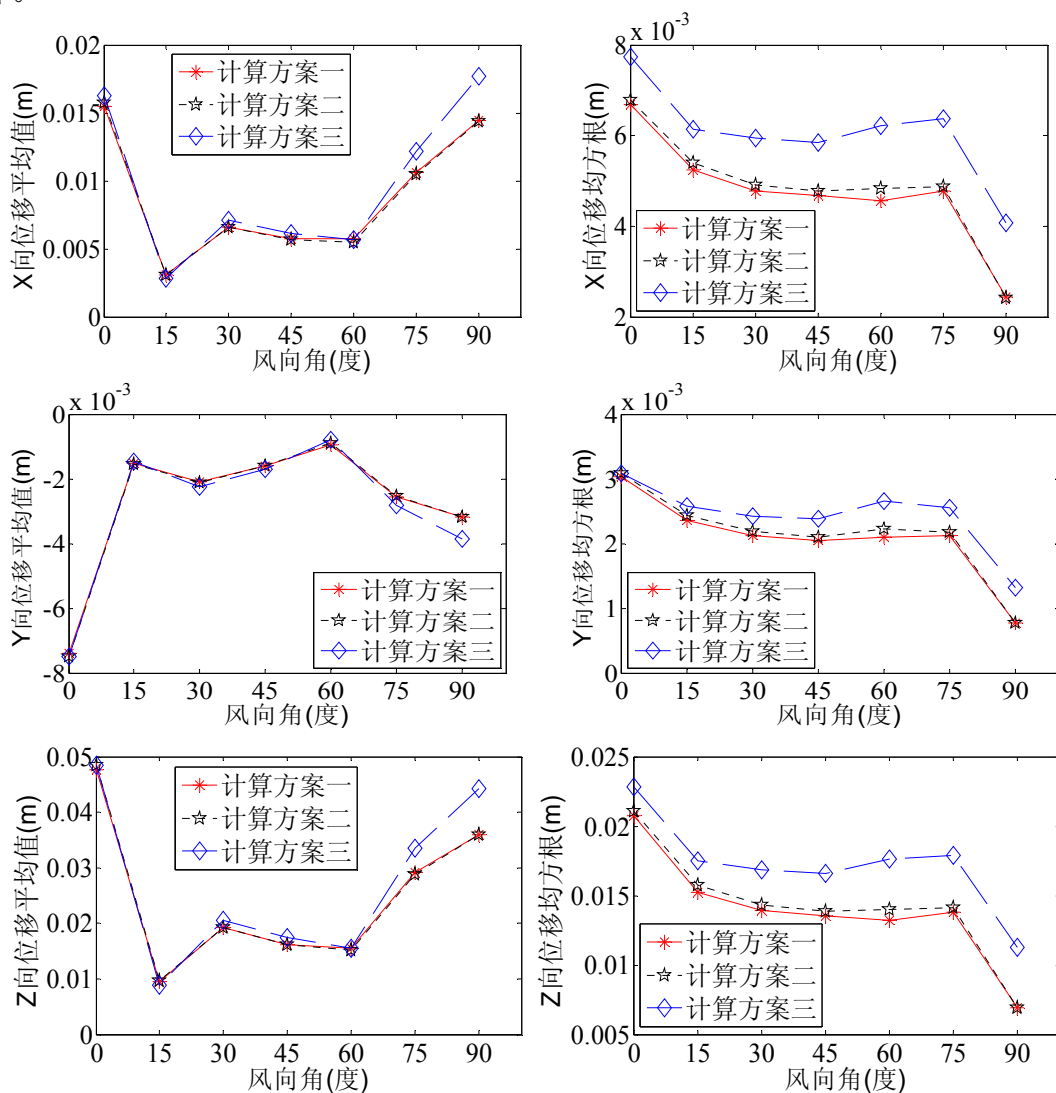 0.02
0.015
0.01
0.005
0
X向位移平均值(m)
计算方案一
计算方案二
计算方案三
0 15 30 45 60 75 90
风向角(度)
x 10-3
8
6
4
2
X向位移均方根(m)
计算方案一
计算方案二
计算方案三
0 15 30 45 60 75 90
风向角(度)
x 10-3
0
-2
-4
-6
-8
Y向位移平均值(m)
计算方案一
计算方案二
计算方案三
0 15 30 45 60 75 90
风向角(度)
x 10-3
4
3
2
1
0
Y向位移均方根(m)
计算方案一
计算方案二
计算方案三
0 15 30 45 60 75 90
风向角(度)
0.05
0.04
0.03
0.02
0.01
0
Z向位移平均值(m)
计算方案一
计算方案二
计算方案三
0 15 30 45 60 75 90
风向角(度)
0.025
0.02
0.015
0.01
0.005
Z向位移均方根(m)
计算方案一
计算方案二
计算方案三
0 15 30 45 60 75 90
风向角(度)